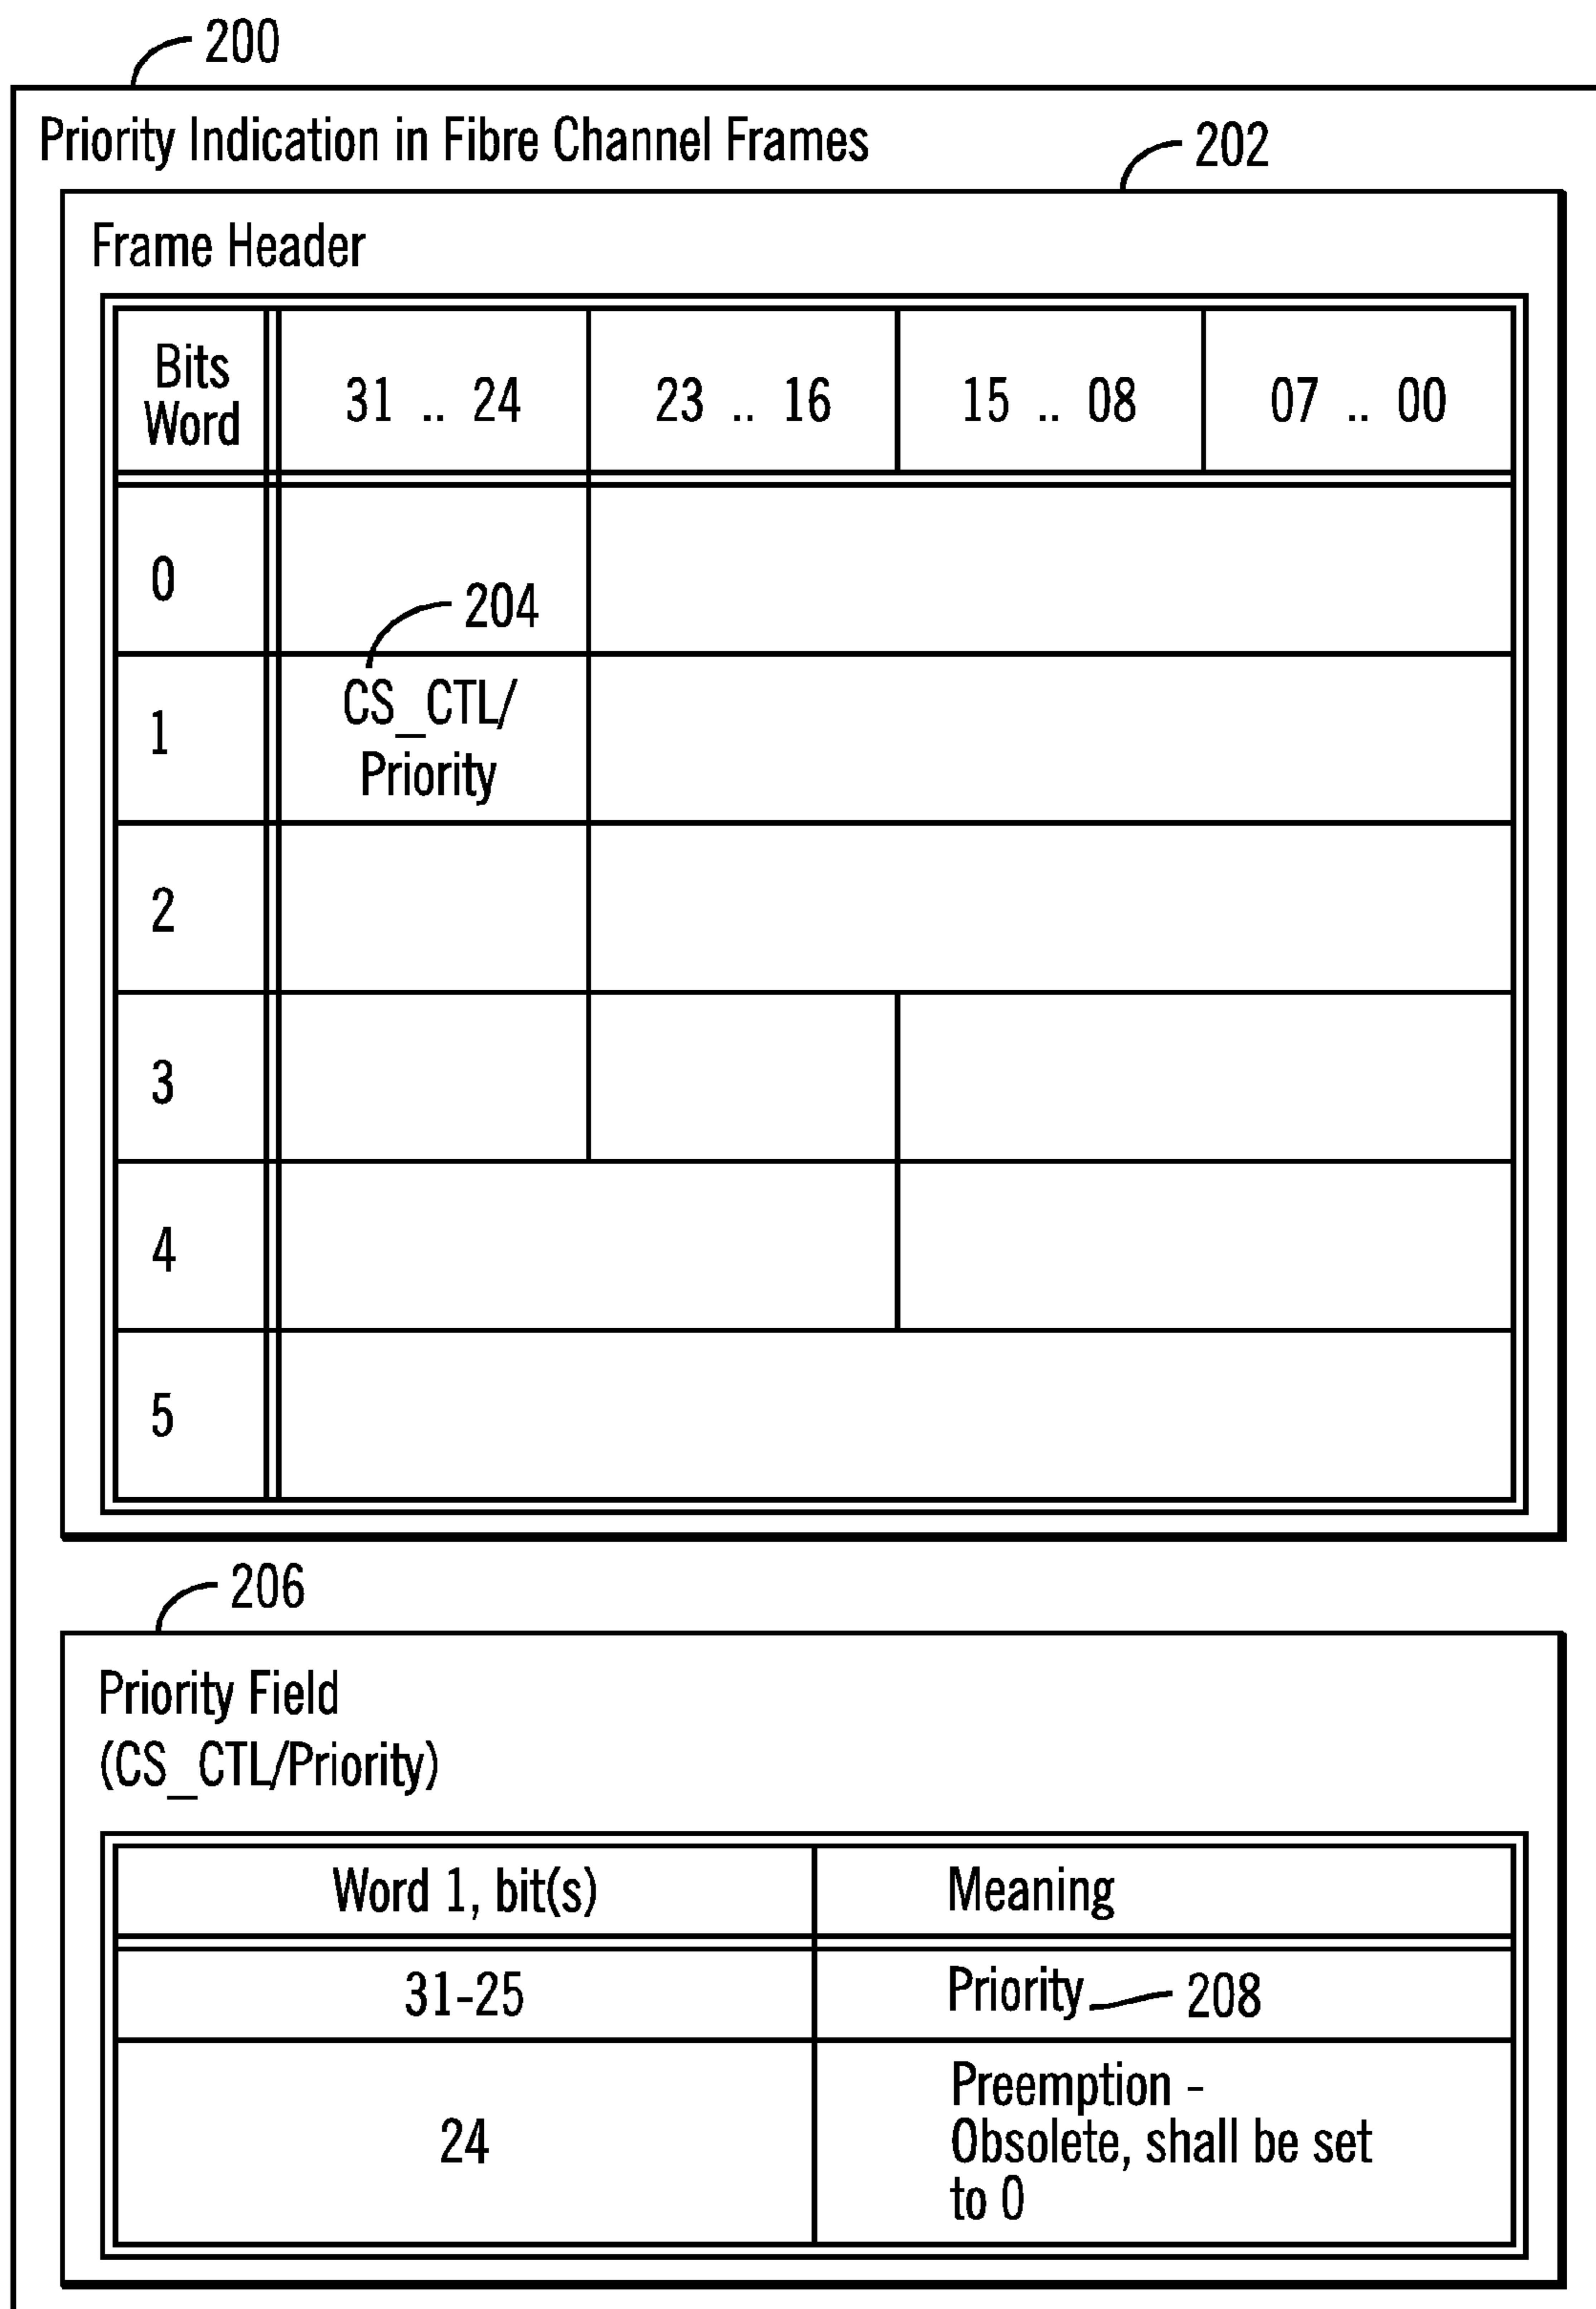 200
Priority Indication in Fibre Channel Frames
202
Frame Header
Bits
Word
31 .. 24
23 .. 16
15 .. 08
07 .. 00
0
204
1
CS_CTL/
Priority
2
3
4
5
206
Priority Field
(CS_CTL/Priority)
Word 1, bit(s)
Meaning
31-25
Priority
208
24
Preemption -
Obsolete, shall be set
to 0